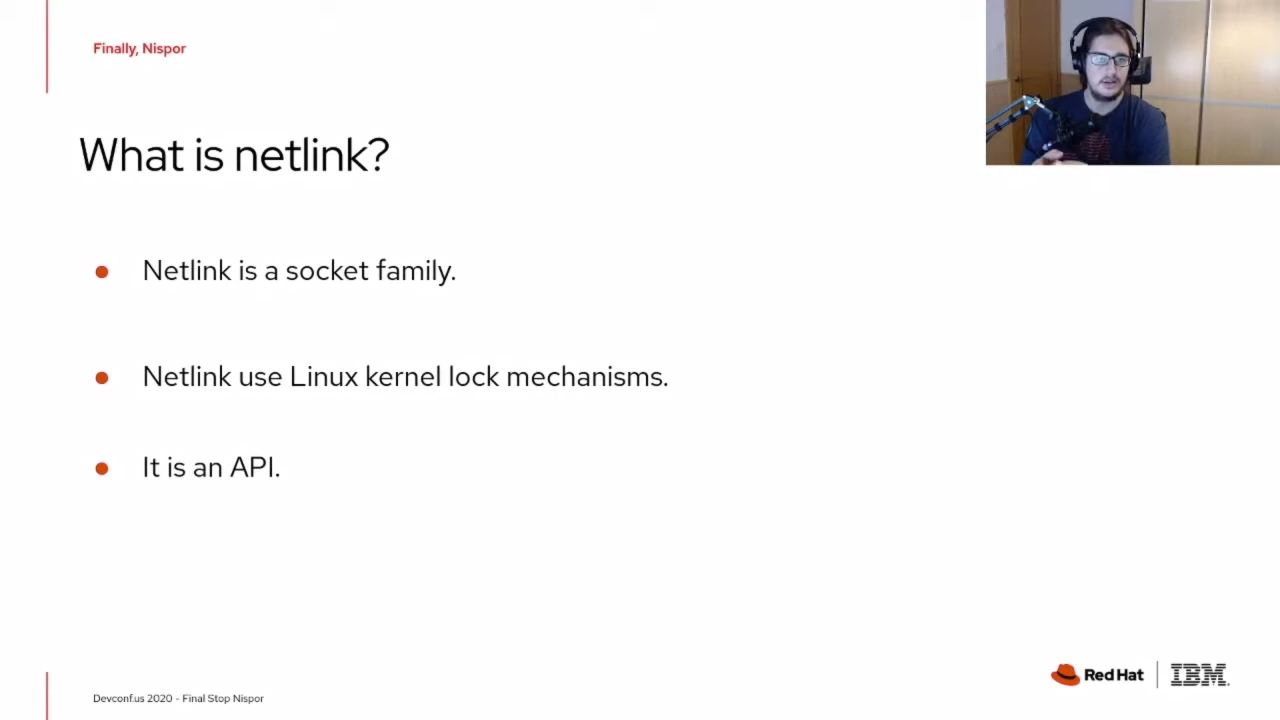 Finally, Nispor
What is netlink?
Netlink is a socket family.
Netlink use Linux kernel lock mechanisms.
It is an API.
Devconf.us 2020 - Final Stop Nispor
Red Hat
IBM